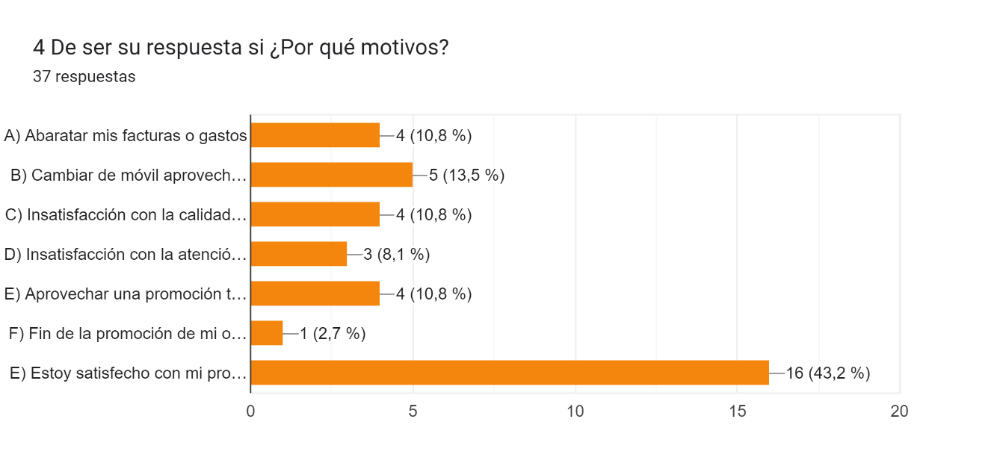 4 De ser su respuesta si ¿Por qué motivos?
37 respuestas
A) Abaratar mis facturas o gastos 4 (10,8 %)
B) Cambiar de móvil aprovech… 5 (13,5 %)
C) Insatisfacción con la calidad… 4 (10,8 %)
D) Insatisfacción con la atenció… 3 (8,1 %)
E) Aprovechar una promoción t… 4 (10,8 %)
F) Fin de la promoción de mi o… 1 (2,7 %)
E) Estoy satisfecho con mi pro… 16 (43,2 %)
0 5 10 15 20